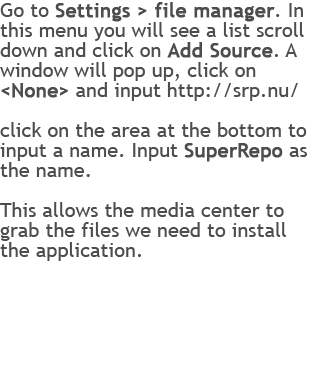 Go to Settings > file manager. In
this menu you will see a list scroll
down and click on Add Source. A
window will pop up, click on
<None> and input http://srp.nu/
click on the area at the bottom to
input a name. Input SuperRepo as
the name.
This allows the media center to
grab the files we need to install
the application.